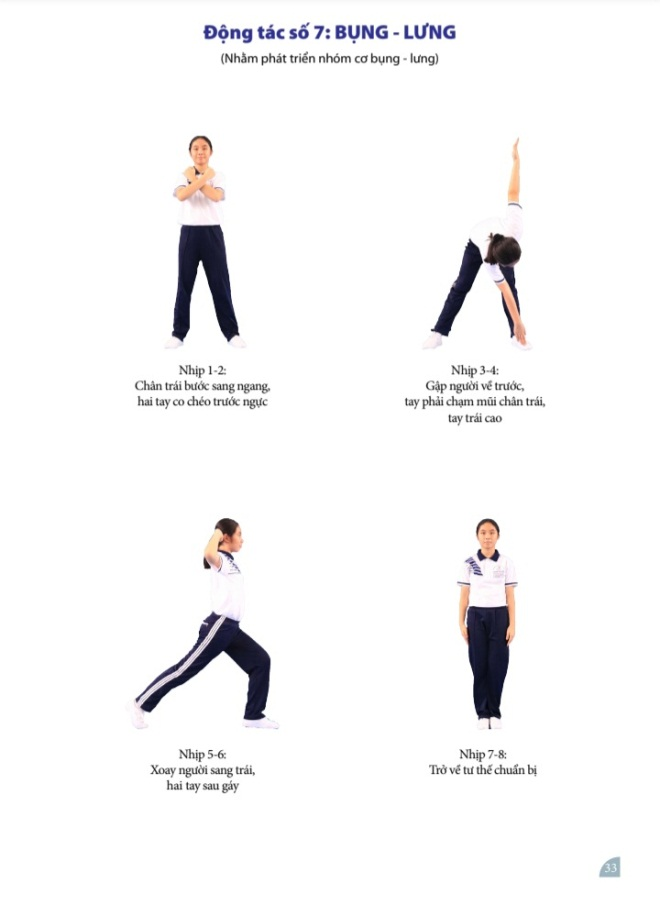 Động tác số 7: BỤNG - LƯNG
(Nhằm phát triển nhóm cơ bụng - lưng)
Nhịp 1-2:
Chân trái bước sang ngang,
hai tay co chéo trước ngực
Nhịp 3-4:
Gập người về trước,
tay phải chạm mũi chân trái,
tay trái cao
Nhịp 5-6:
Xoay người sang trái,
hai tay sau gáy
Nhịp 7-8:
Trở về tư thế chuẩn bị
33